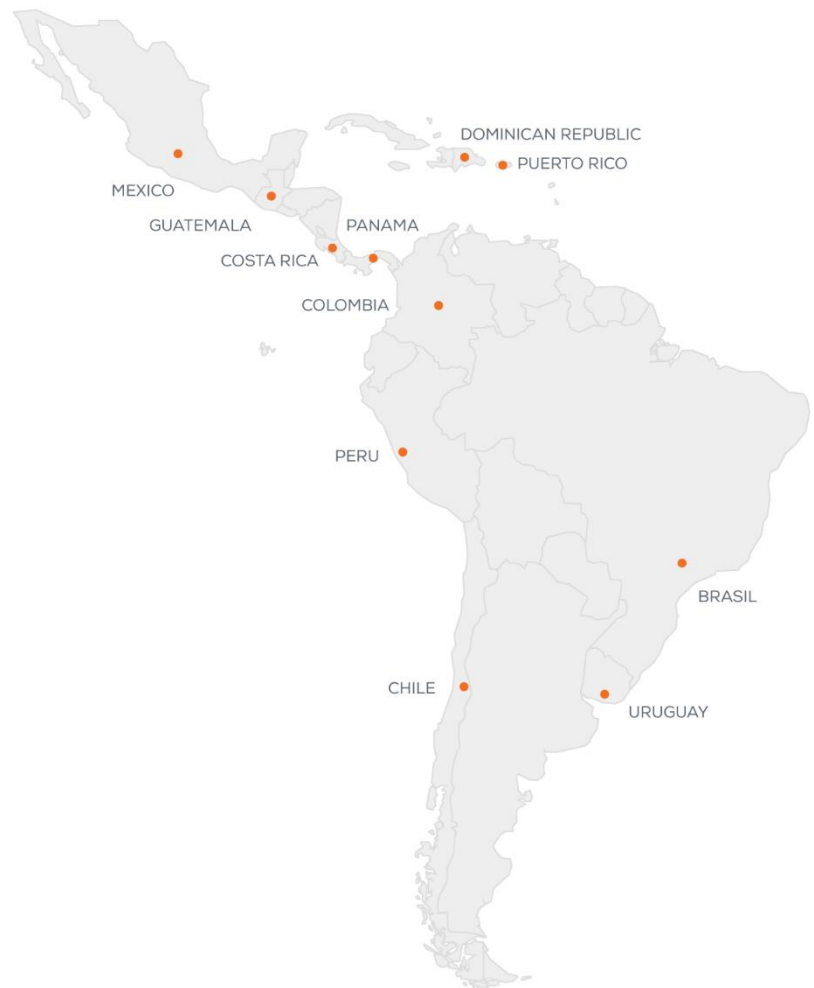 DOMINICAN REPUBLIC
PUERTO RICO
MEXICO
GUATEMALA
PANAMA
COSTA RICA
COLOMBIA
PERU
BRASIL
CHILE
URUGUAY